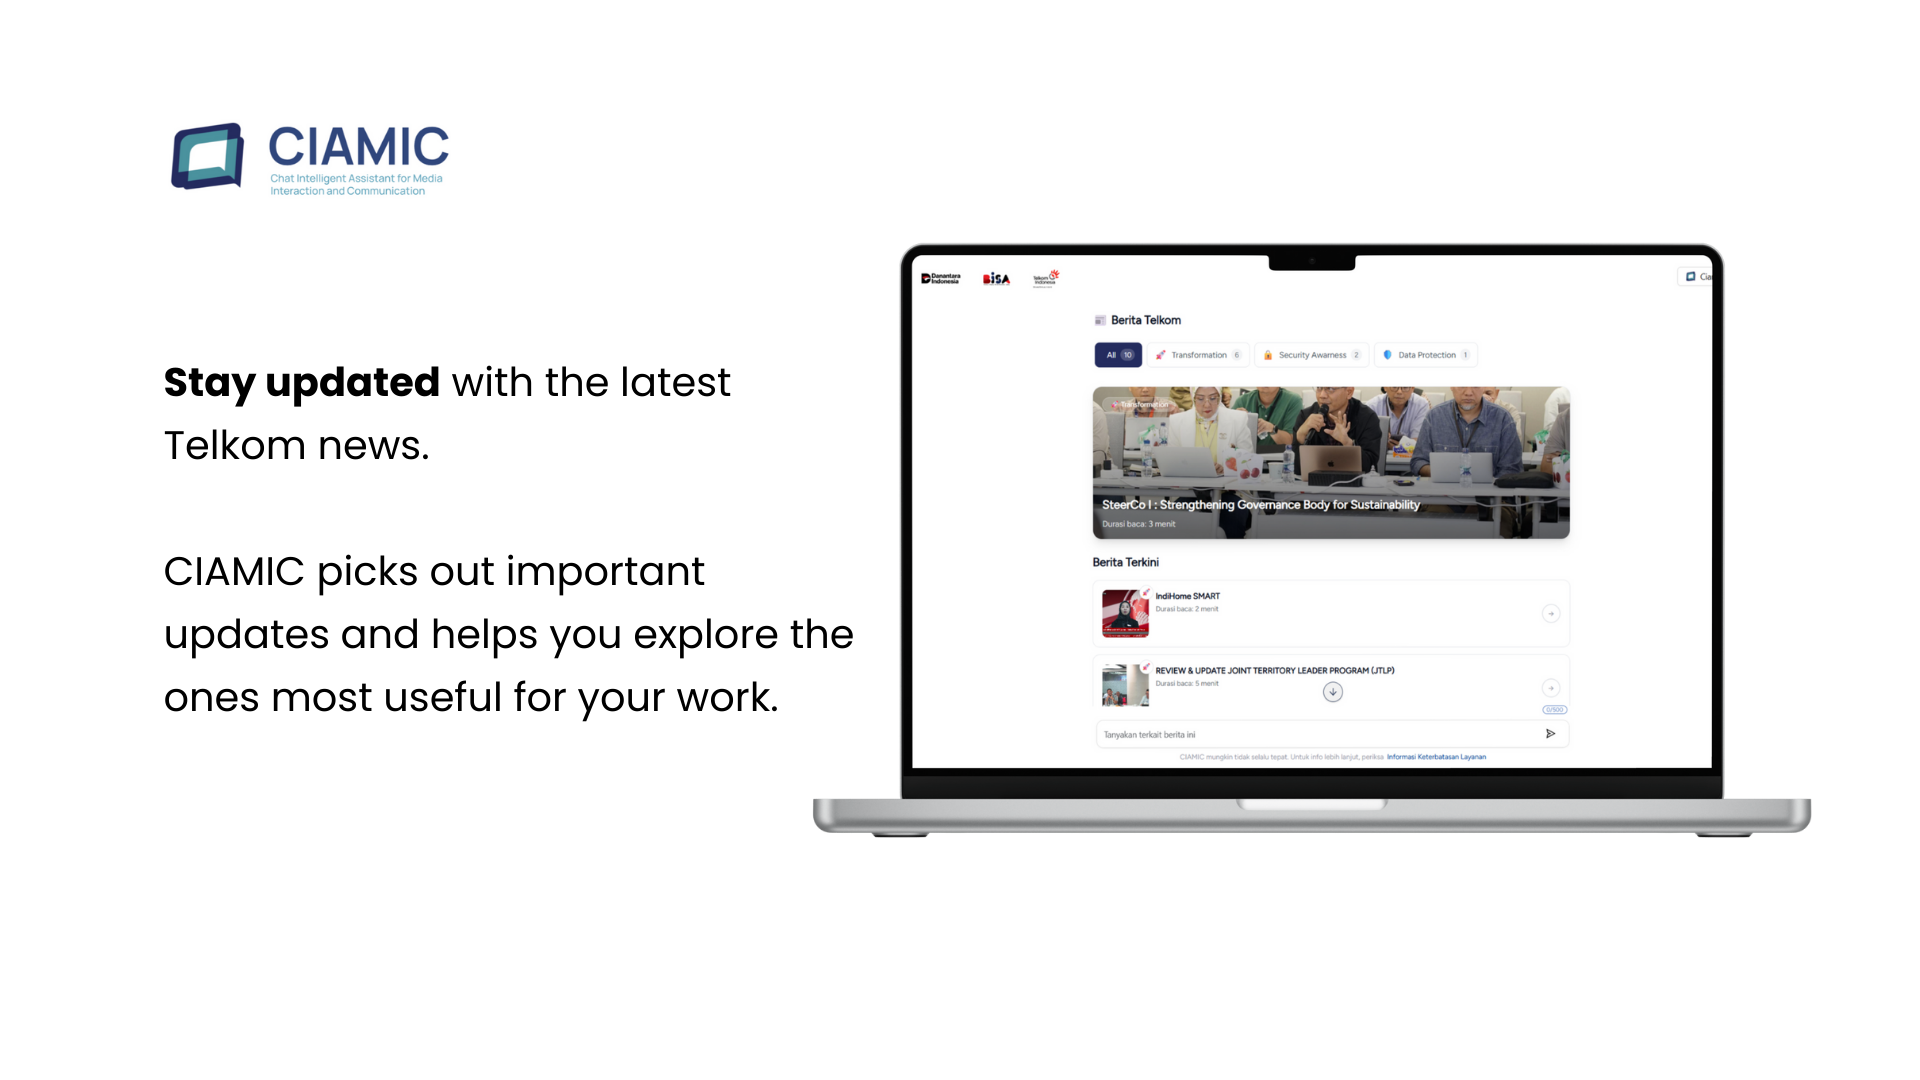 CIAMIC
Chat Intelligent Assistant for Media
Interaction and Communication
Stay updated with the latest
Telkom news.
CIAMIC picks out important
updates and helps you explore the
ones most useful for your work.
Danantara
Indonesia
BiSA
Telkom
Indonesia
Cia
Berita Telkom
All 10
Transformation 6
Security Awarness 2
Data Protection 1
Transformation
SteerCo I : Strengthening Governance Body for Sustainability
Durasi baca: 3 menit
Berita Terkini
IndiHome SMART
Durasi baca: 2 menit
REVIEW & UPDATE JOINT TERRITORY LEADER PROGRAM (JTLP)
Durasi baca: 5 menit
0/500
Tanyakan terkait berita ini
CIAMIC mungkin tidak selalu tepat. Untuk info lebih lanjut, periksa Informasi Keterbatasan Layanan